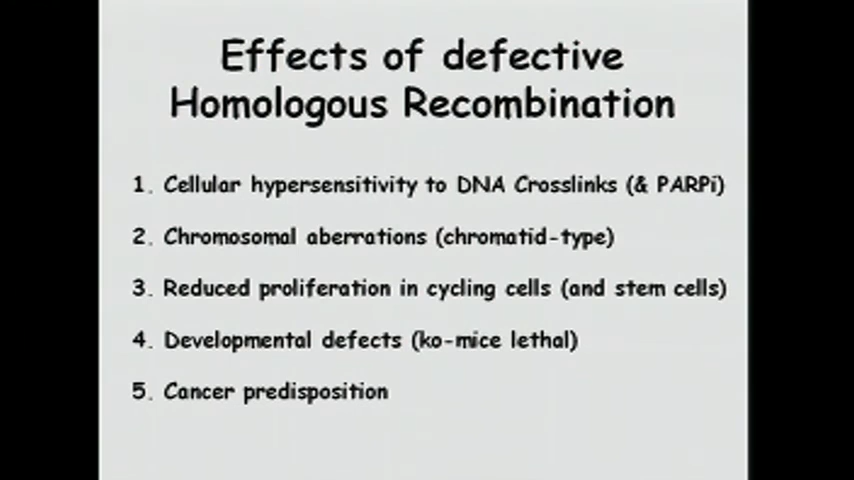 Effects of defective
Homologous Recombination
1. Cellular hypersensitivity to DNA Crosslinks (& PARPi)
2. Chromosomal aberrations (chromatid-type)
3. Reduced proliferation in cycling cells (and stem cells)
4. Developmental defects (ko-mice lethal)
5. Cancer predisposition